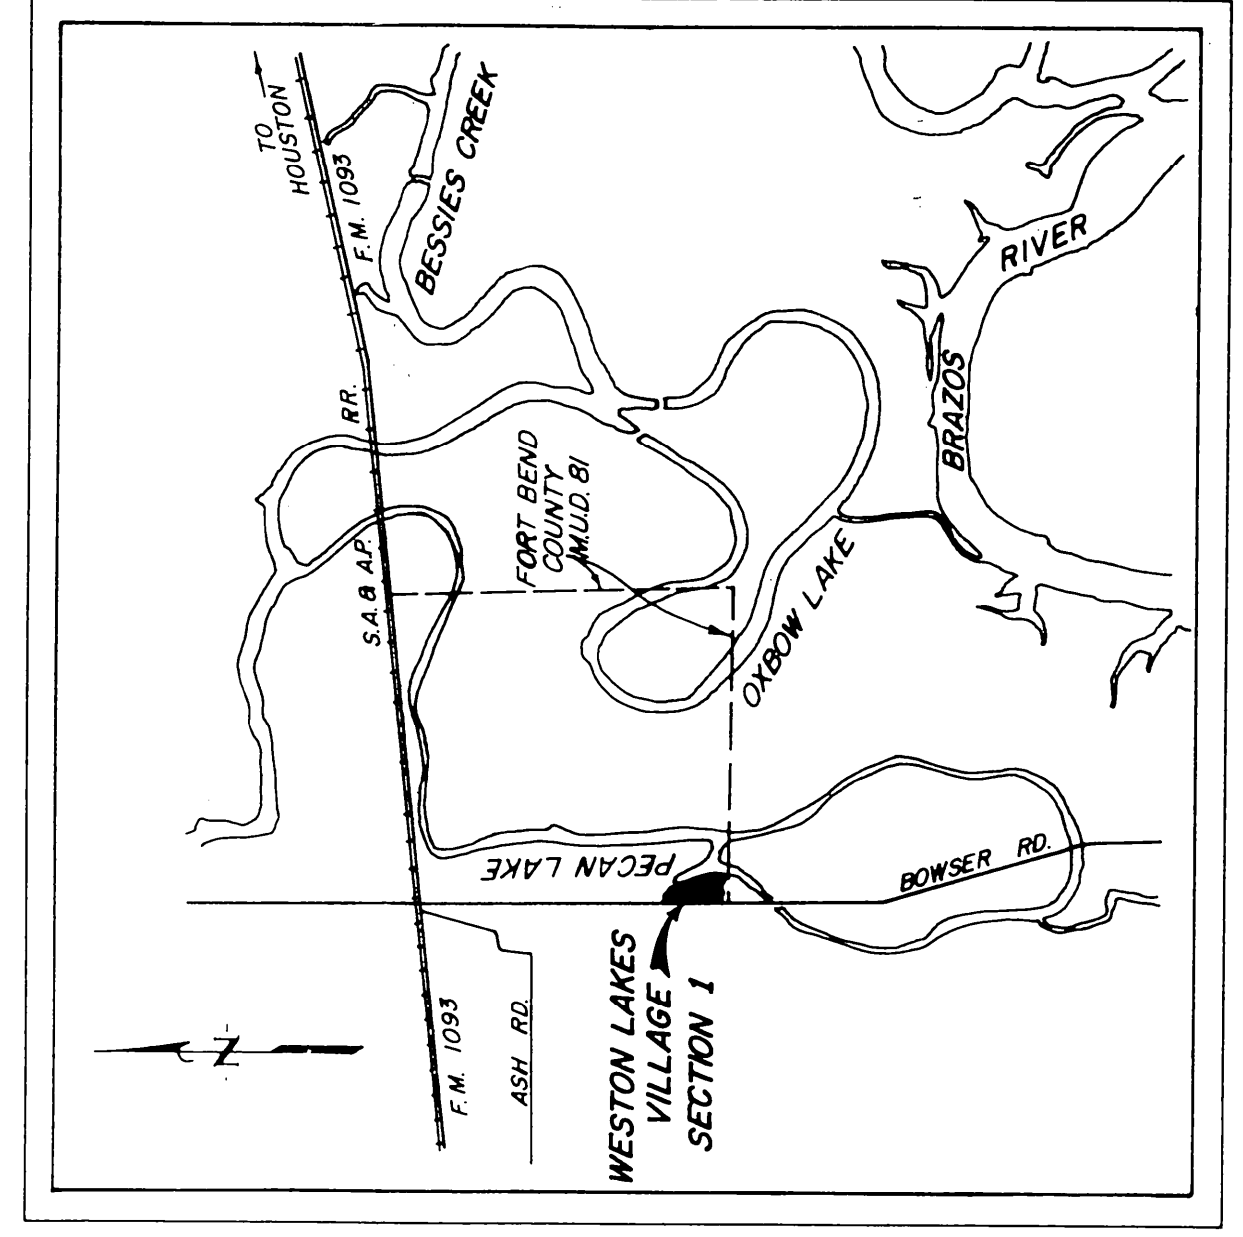 TO
HOUSTON
F.M. 1093
BESSIES CREEK
RR.
S.A. & A.P.
FORT BEND
COUNTY
M.U.D. 81
BRAZOS
RIVER
OXBOW LAKE
PECAN LAKE
BOWSER RD.
F.M. 1093
ASH RD.
WESTON LAKES
VILLAGE
SECTION 1
N